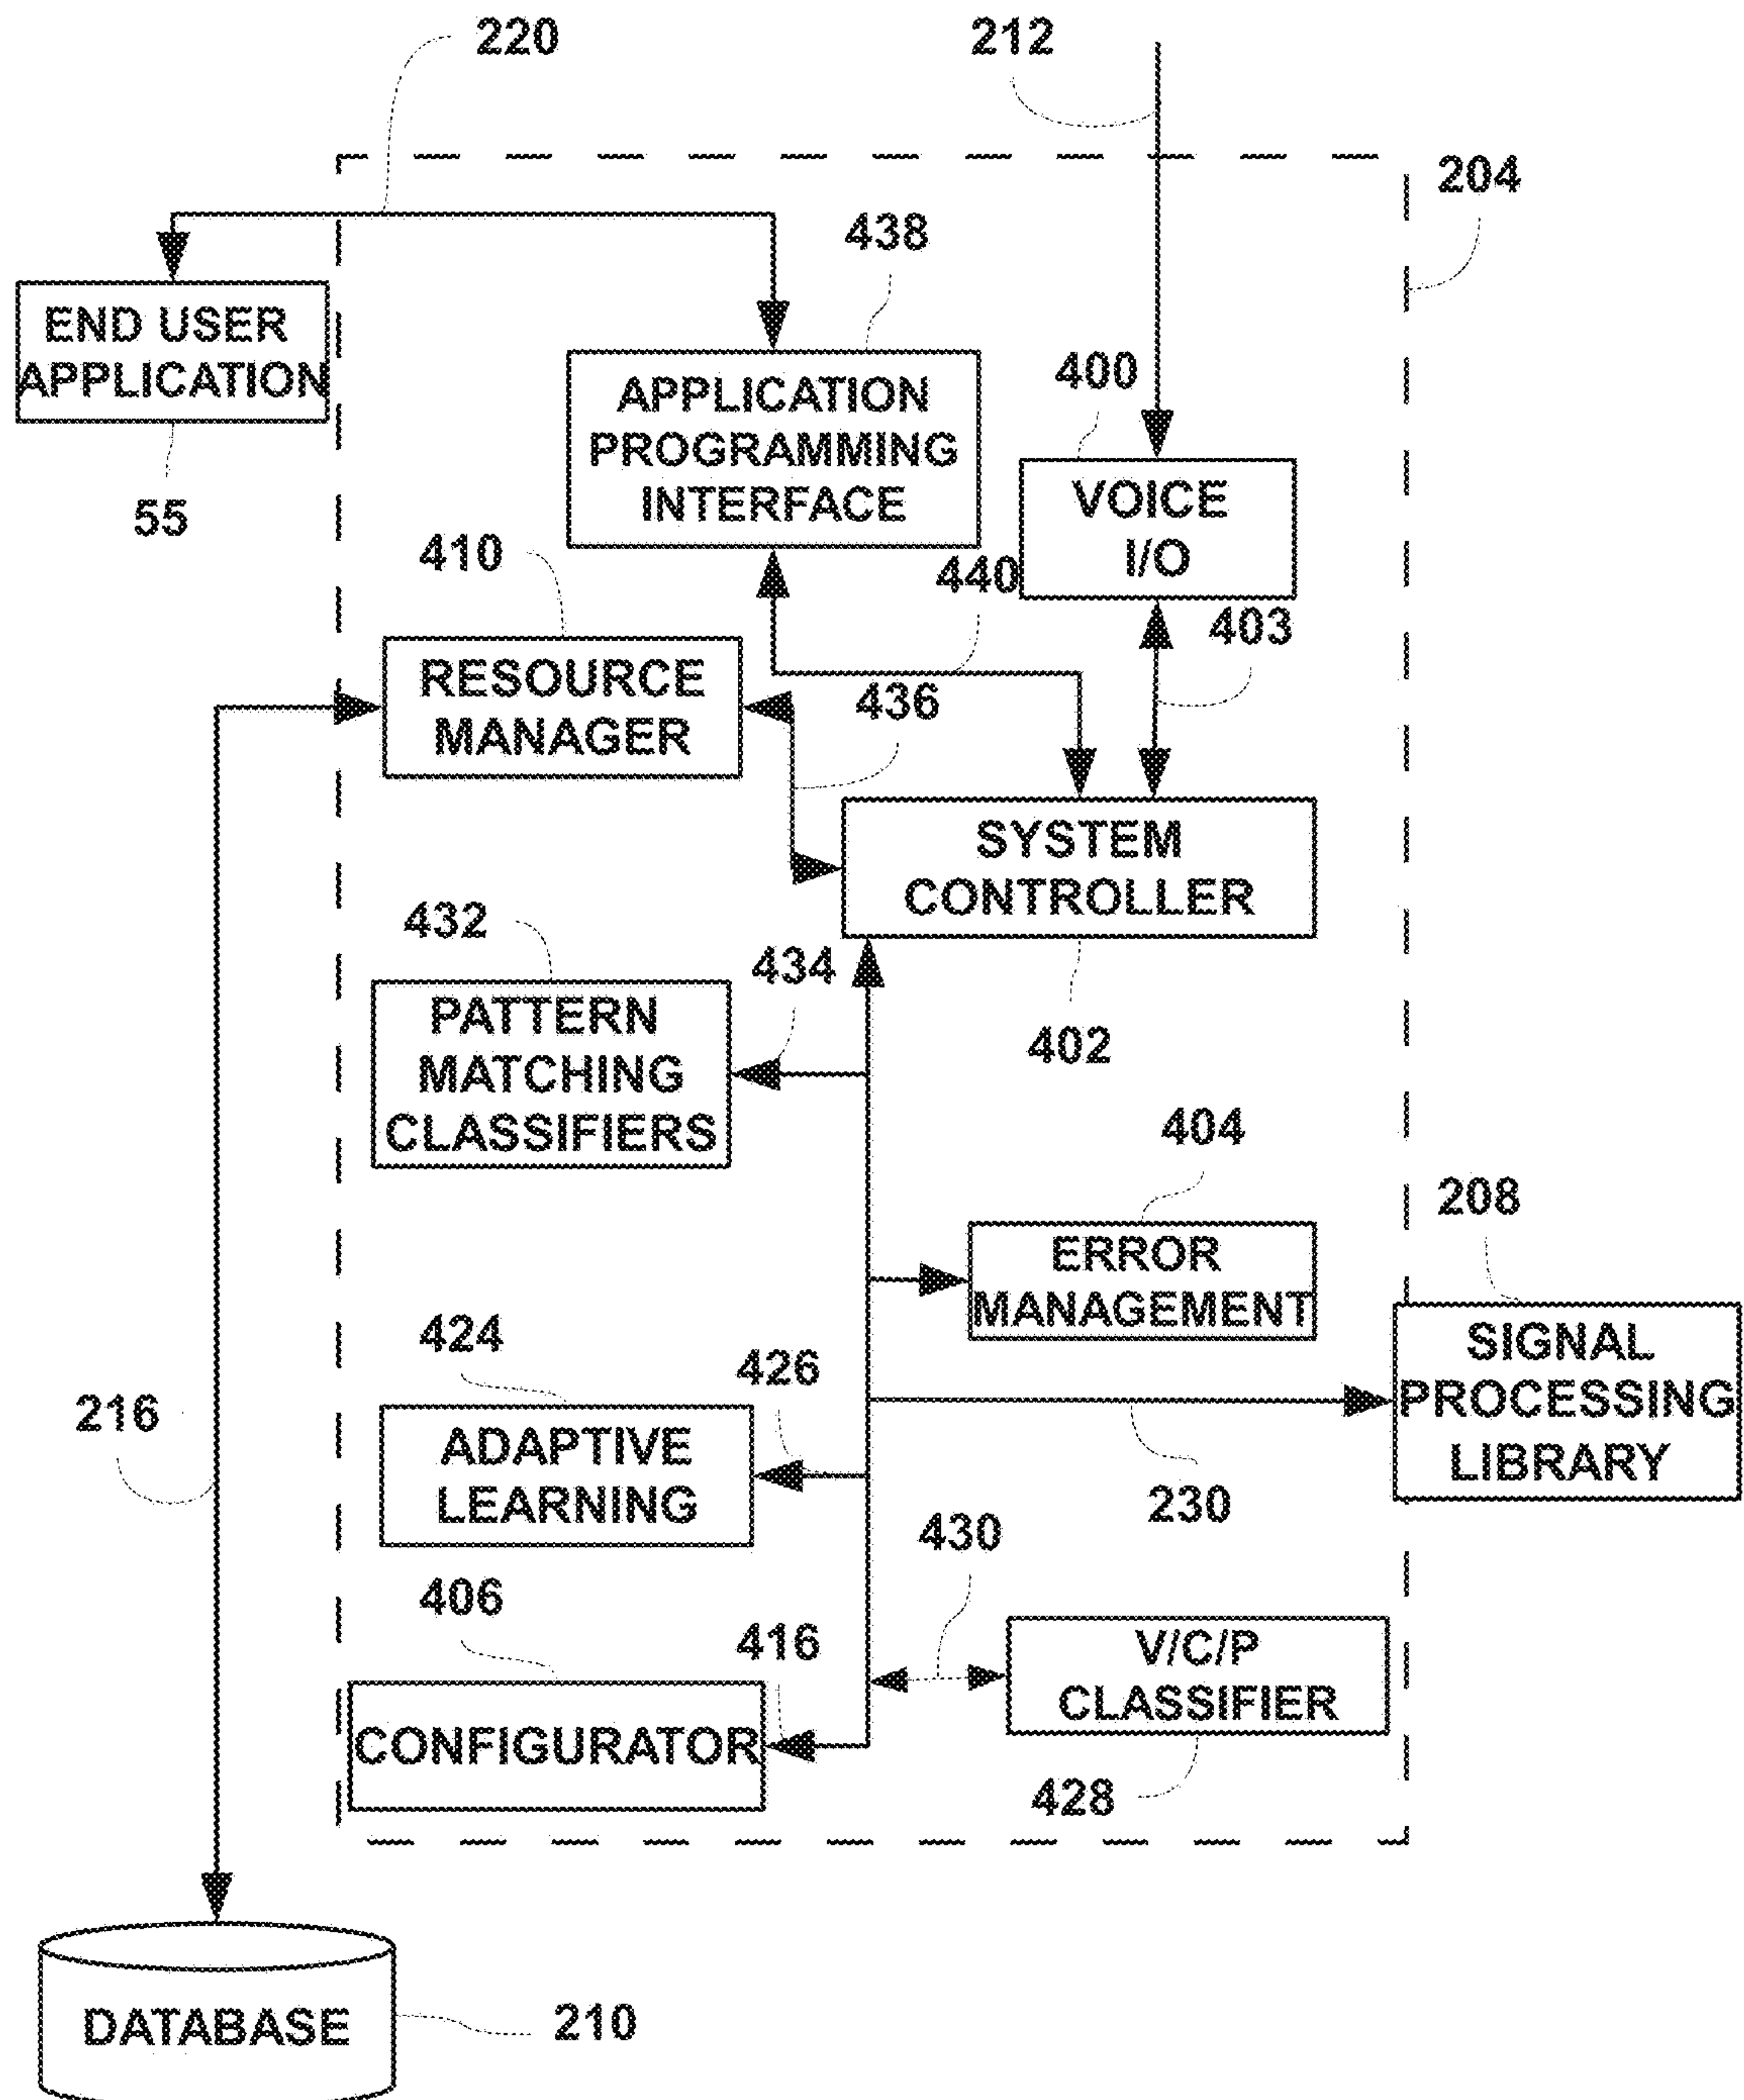 220
212
204
438
END USER
APPLICATION
55
APPLICATION
PROGRAMMING
INTERFACE
400
VOICE
I/O
410
440
403
RESOURCE
MANAGER
436
SYSTEM
CONTROLLER
402
432
434
PATTERN
MATCHING
CLASSIFIERS
404
ERROR
MANAGEMENT
208
SIGNAL
PROCESSING
LIBRARY
230
424
426
ADAPTIVE
LEARNING
216
430
406
416
V/C/P
CLASSIFIER
428
CONFIGURATOR
DATABASE
210